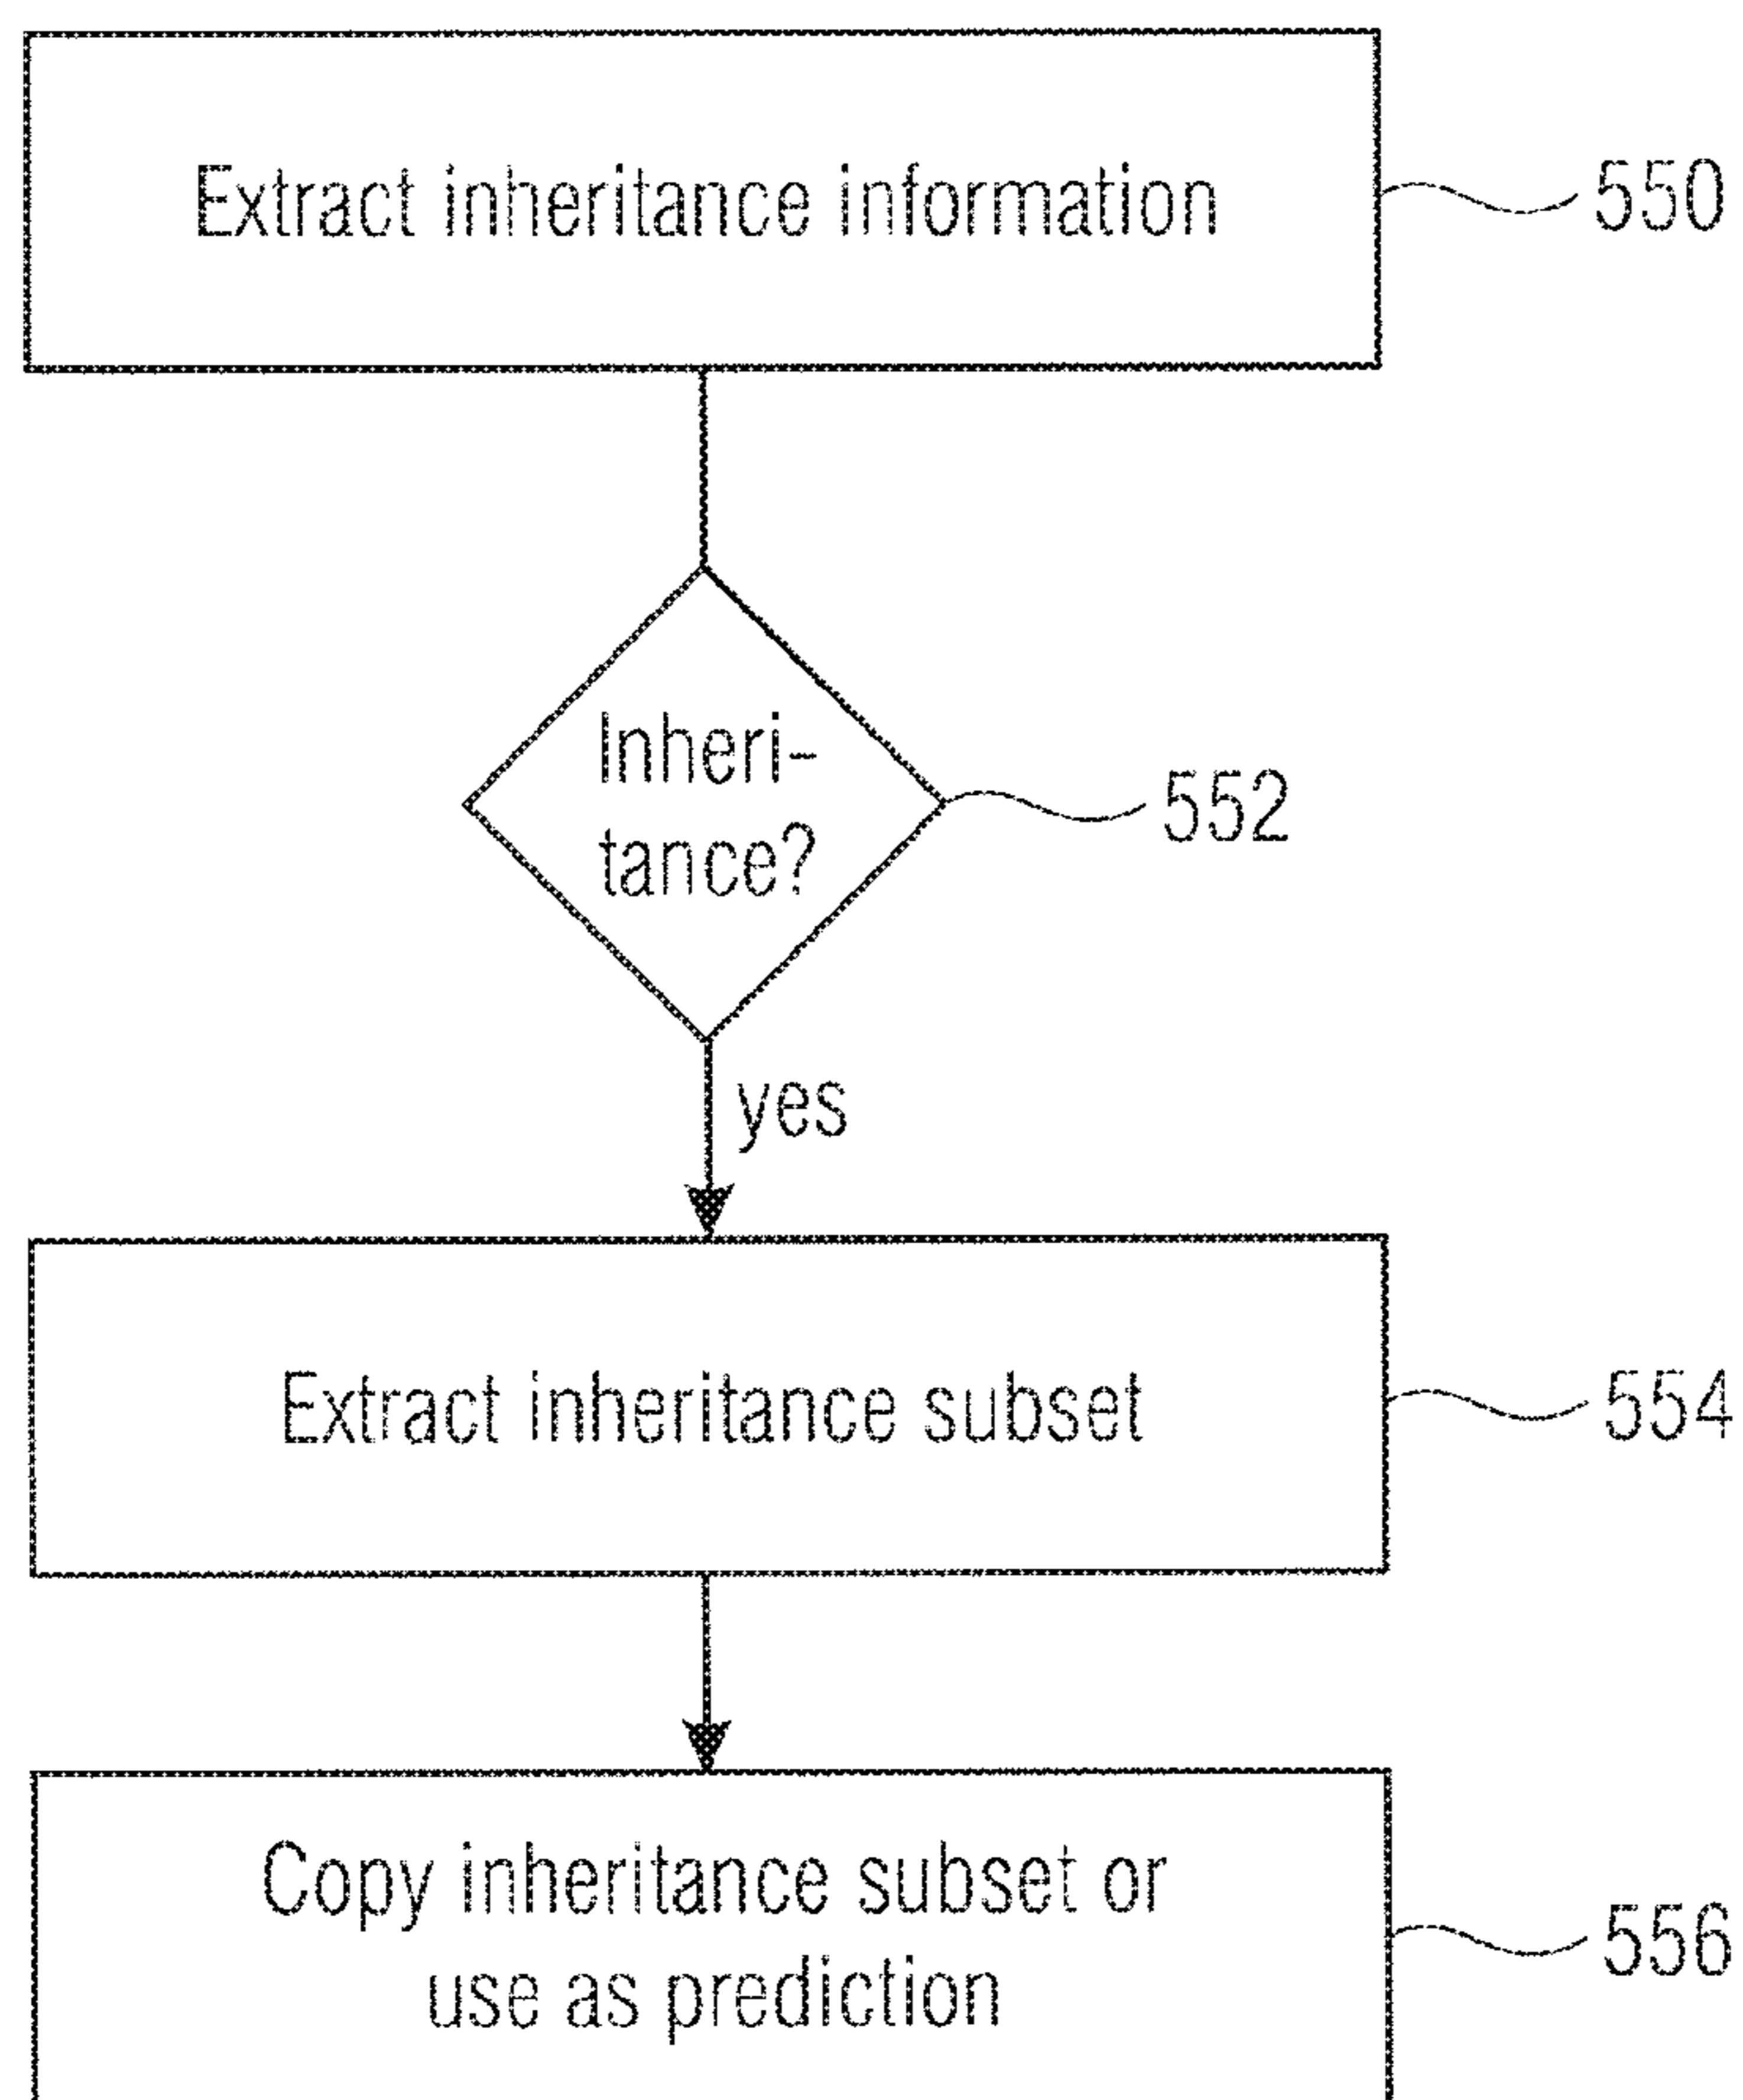 Extract inheritance information
550
Inheri-
tance?
552
yes
Extract inheritance subset
554
Copy inheritance subset or
use as prediction
556